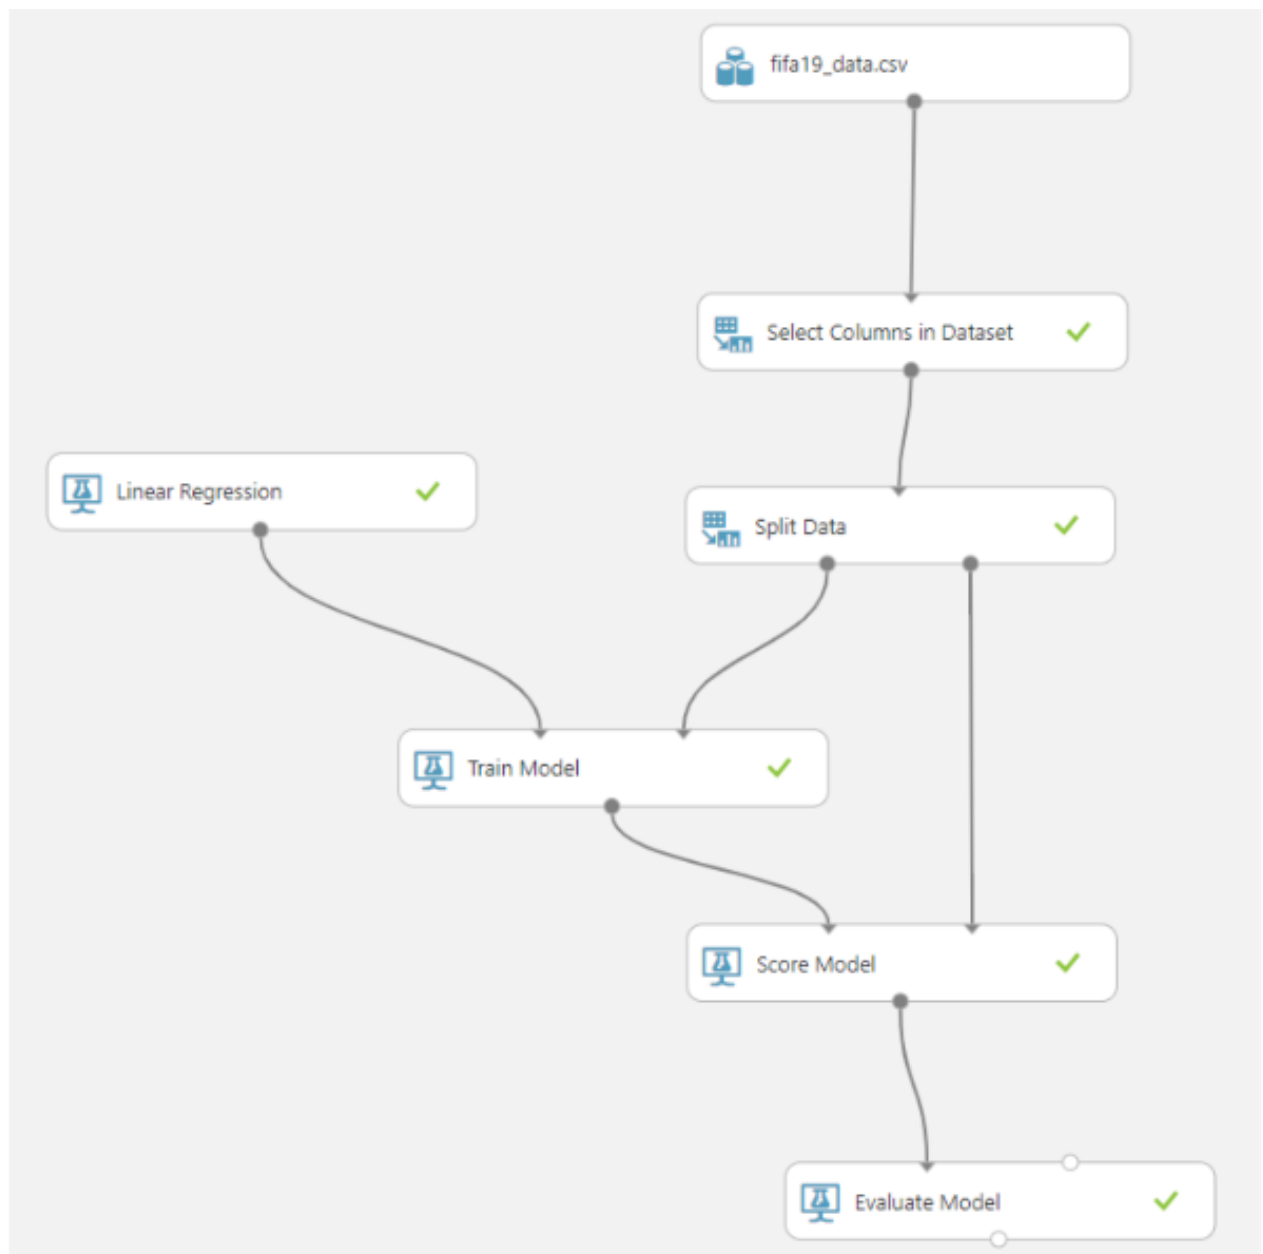 fifa19_data.csv
Select Columns in Dataset
Linear Regression
Split Data
Train Model
Score Model
Evaluate Model